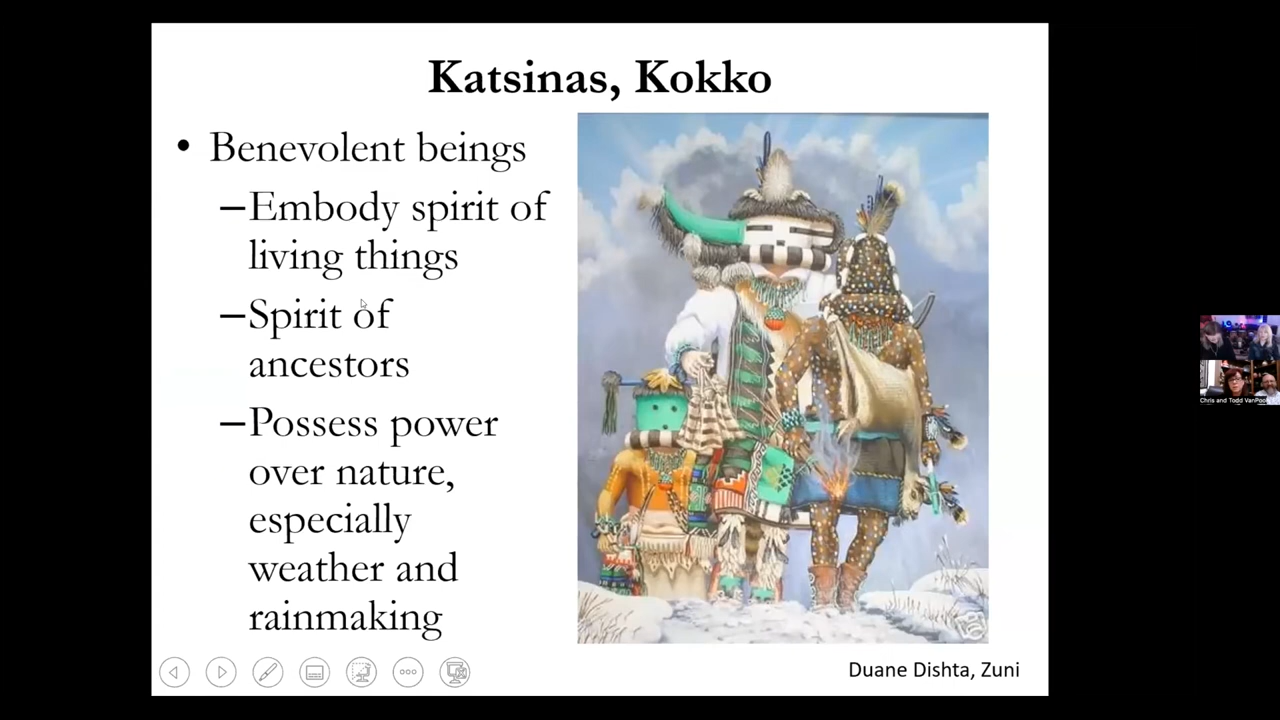 Katsinas, Kokko
• Benevolent beings
–Embody spirit of
living things
–Spirit of
ancestors
–Possess power
over nature,
especially
weather and
rainmaking
Duane Dishta, Zuni
Chris and Todd VanPool